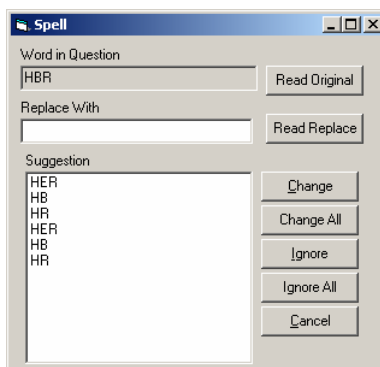 Spell
Word in Question
HBR
Read Original
Replace With
Read Replace
Suggestion
HER
HB
HR
HER
HB
HR
Change
Change All
Ignore
Ignore All
Cancel